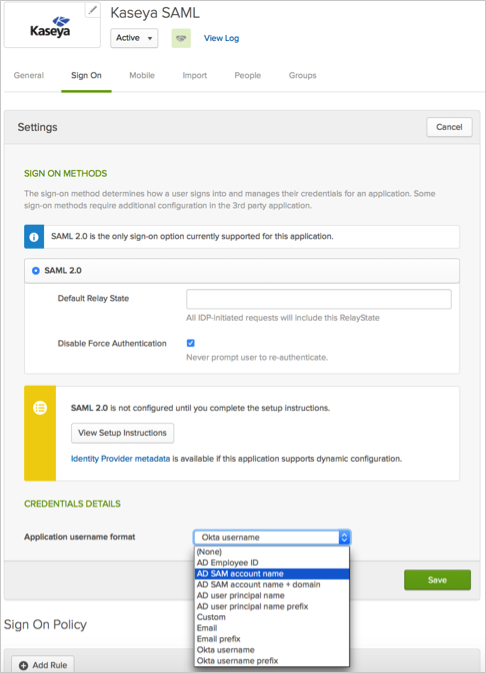 Kaseya
Kaseya SAML
Active
View Log
General Sign On Mobile Import People Groups
Settings
Cancel
SIGN ON METHODS
The sign-on method determines how a user signs into and manages their credentials for an application. Some
sign-on methods require additional configuration in the 3rd party application.
SAML 2.0 is the only sign-on option currently supported for this application.
SAML 2.0
Default Relay State
All IDP-initiated requests will include this RelayState
Disable Force Authentication
Never prompt user to re-authenticate.
SAML 2.0 is not configured until you complete the setup instructions.
View Setup Instructions
Identity Provider metadata is available if this application supports dynamic configuration.
CREDENTIALS DETAILS
Application username format
Okta username
(None)
AD Employee ID
AD SAM account name
AD SAM account name + domain
AD user principal name
AD user principal name prefix
Custom
Email
Email prefix
Okta username
Okta username prefix
Save
Sign On Policy
Add Rule